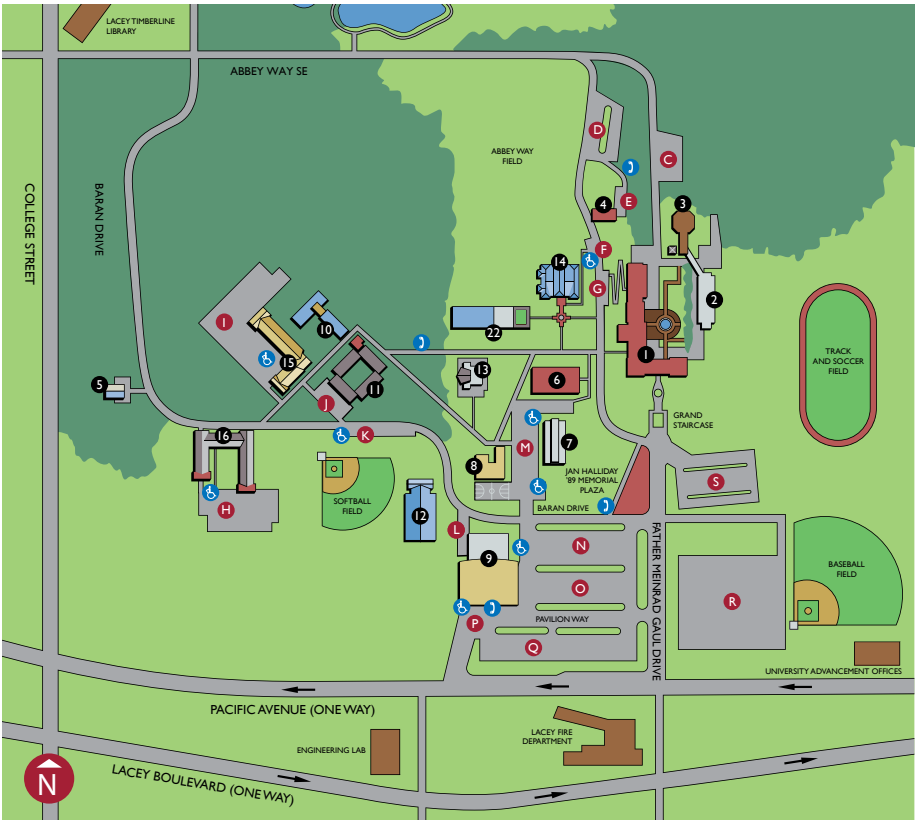 LACEY TIMBERLINE
LIBRARY
ABBEY WAY SE
ABBEY WAY
FIELD
D
C
COLLEGE STREET
BARAN DRIVE
E
4
3
F
14
G
2
I
10
22
15
1
TRACK
AND SOCCER
FIELD
13
6
5
11
J
GRAND
STAIRCASE
16
K
M
7
8
JAN HALLIDAY
'89 MEMORIAL
PLAZA
S
H
SOFTBALL
FIELD
12
BARAN DRIVE
L
N
9
FATHER MEINRAD GAUL DRIVE
BASEBALL
FIELD
O
R
P
PAVILION WAY
Q
UNIVERSITY ADVANCEMENT OFFICES
PACIFIC AVENUE (ONE WAY)
LACEY FIRE
DEPARTMENT
ENGINEERING LAB
LACEY BOULEVARD (ONE WAY)
N